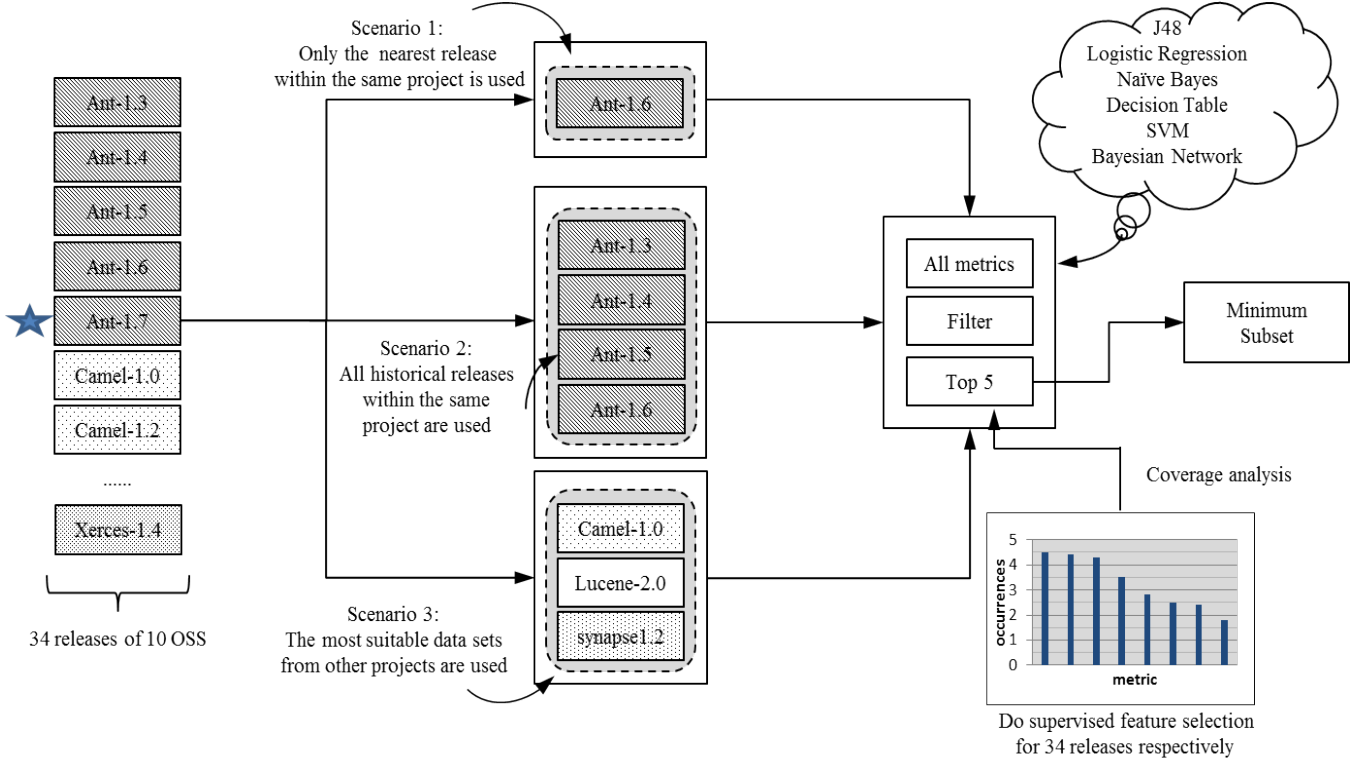 Ant-1.3
Ant-1.4
Ant-1.5
Ant-1.6
Ant-1.7
Camel-1.0
Camel-1.2
......
Xerces-1.4
34 releases of 10 OSS
Scenario 1:
Only the nearest release
within the same project is used
Ant-1.6
Scenario 2:
All historical releases
within the same
project are used
Ant-1.3
Ant-1.4
Ant-1.5
Ant-1.6
Scenario 3:
The most suitable data sets
from other projects are used
Camel-1.0
Lucene-2.0
synapse1.2
J48
Logistic Regression
Naïve Bayes
Decision Table
SVM
Bayesian Network
All metrics
Filter
Top 5
Minimum
Subset
Coverage analysis
occurrences
5
4
3
2
1
0
metric
Do supervised feature selection
for 34 releases respectively